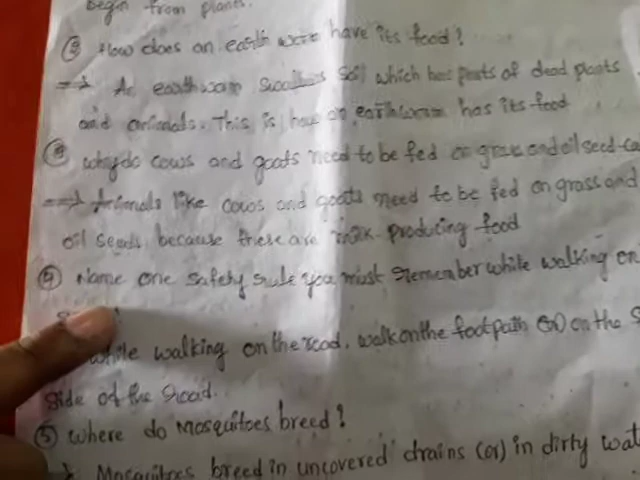 begin from plants.
② How does an earth worm have its food?
⇒ An earthworm swallows soil which has parts of dead plants
and animals. This is how an earthworm has its food
③ why do cows and goats need to be fed on grass and oil seed-ca
⇒ Animals like cows and goats need to be fed on grass and
oil seeds because these are milk-producing food
④ Name one safety rule you must remember while walking on
while walking on the road, walk on the footpath (or) on the s
side of the road.
⑤ where do Mosquitoes breed?
Mosquitoes breed in uncovered drains (or) in dirty wat